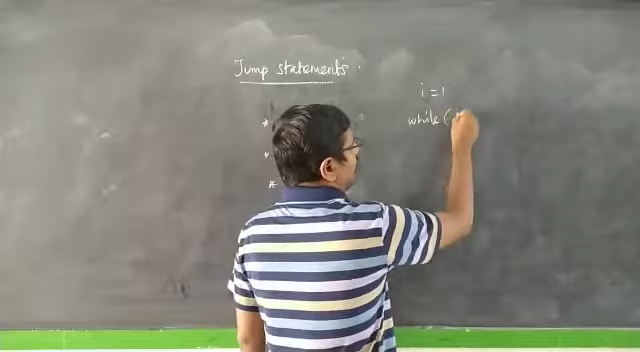 Jump statements
i = 1
*
while (
*
*